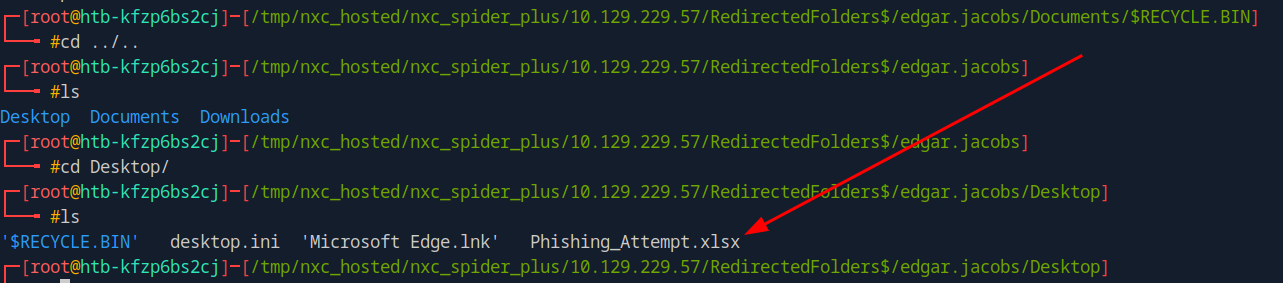 [root@htb-kfzp6bs2cj]-[/tmp/nxc_hosted/nxc_spider_plus/10.129.229.57/RedirectedFolders$/edgar.jacobs/Documents/$RECYCLE.BIN]
#cd ../..
[root@htb-kfzp6bs2cj]-[/tmp/nxc_hosted/nxc_spider_plus/10.129.229.57/RedirectedFolders$/edgar.jacobs]
#ls
Desktop  Documents  Downloads
[root@htb-kfzp6bs2cj]-[/tmp/nxc_hosted/nxc_spider_plus/10.129.229.57/RedirectedFolders$/edgar.jacobs]
#cd Desktop/
[root@htb-kfzp6bs2cj]-[/tmp/nxc_hosted/nxc_spider_plus/10.129.229.57/RedirectedFolders$/edgar.jacobs/Desktop]
#ls
'$RECYCLE.BIN'   desktop.ini  'Microsoft Edge.lnk'   Phishing_Attempt.xlsx
[root@htb-kfzp6bs2cj]-[/tmp/nxc_hosted/nxc_spider_plus/10.129.229.57/RedirectedFolders$/edgar.jacobs/Desktop]